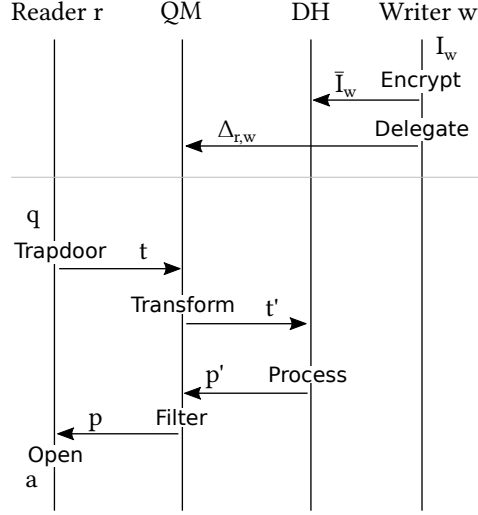 Reader r QM DH Writer w
I_w
Encrypt
Ī_w
Delegate
Δ_r,w
q
Trapdoor t
Transform t'
Process
p'
Filter
p
Open
a